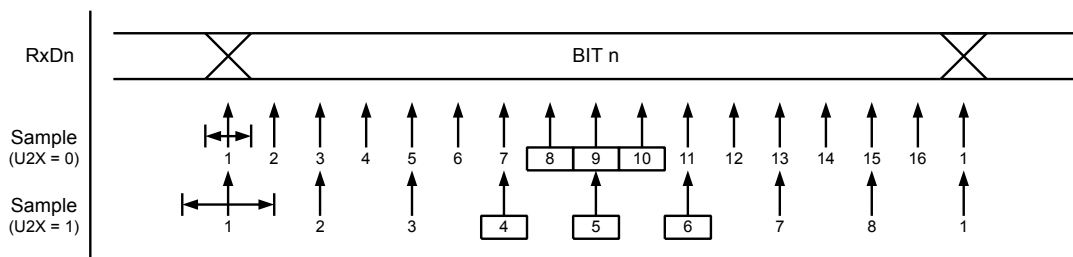 RxDn BIT n
Sample
(U2X = 0) 1 2 3 4 5 6 7 8 9 10 11 12 13 14 15 16 1
Sample
(U2X = 1) 1 2 3 4 5 6 7 8 1